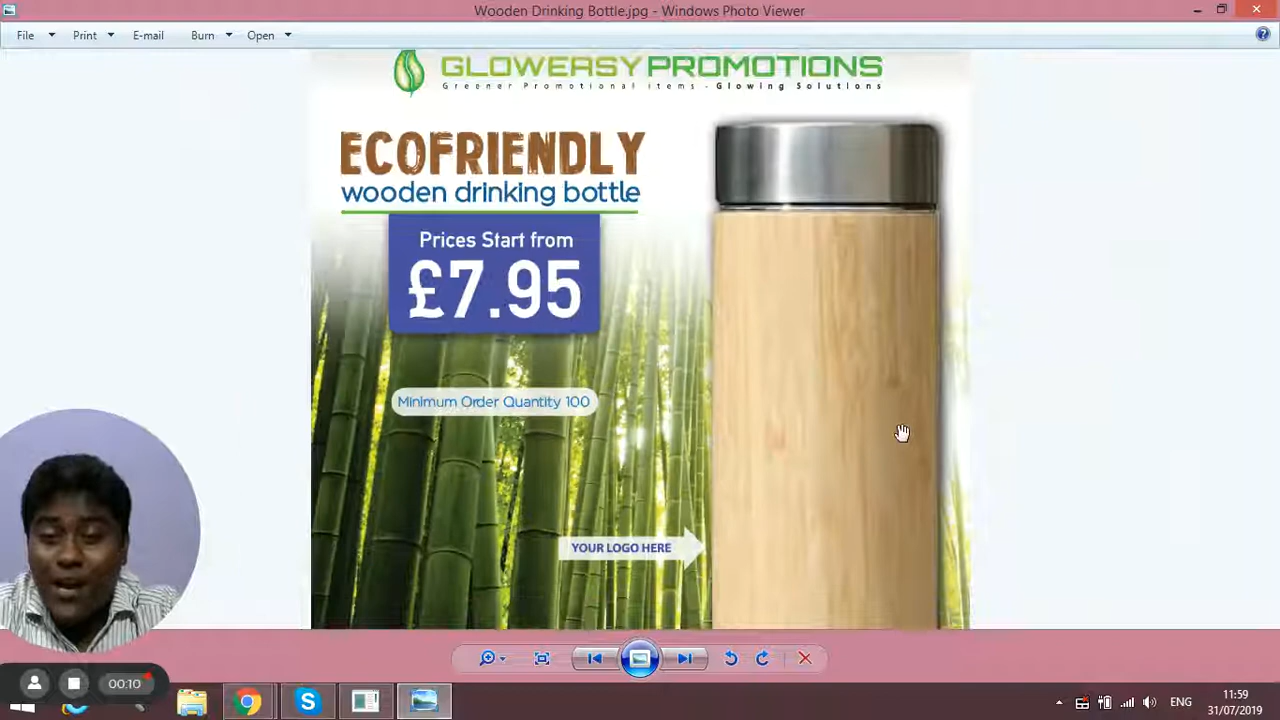 Wooden Drinking Bottle.jpg - Windows Photo Viewer
File Print E-mail Burn Open
GLOWEASY PROMOTIONS
Greener Promotional items - Glowing Solutions
ECOFRIENDLY
wooden drinking bottle
Prices Start from
£7.95
Minimum Order Quantity 100
YOUR LOGO HERE
00:10
ENG
11:59
31/07/2019